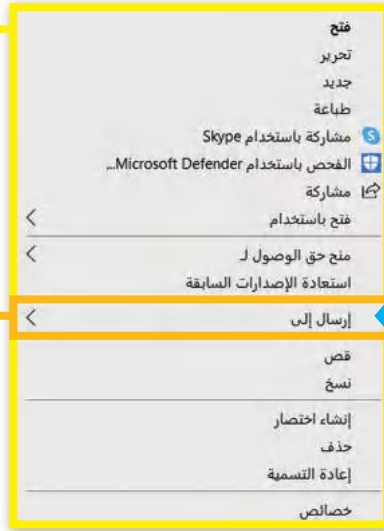 فتح
تحرير
جديد
طباعة
مشاركة باستخدام Skype
الفحص باستخدام Microsoft Defender...
مشاركة
فتح باستخدام
منح حق الوصول لـ
استعادة الإصدارات السابقة
إرسال إلى
قص
نسخ
إنشاء اختصار
حذف
إعادة التسمية
خصائص